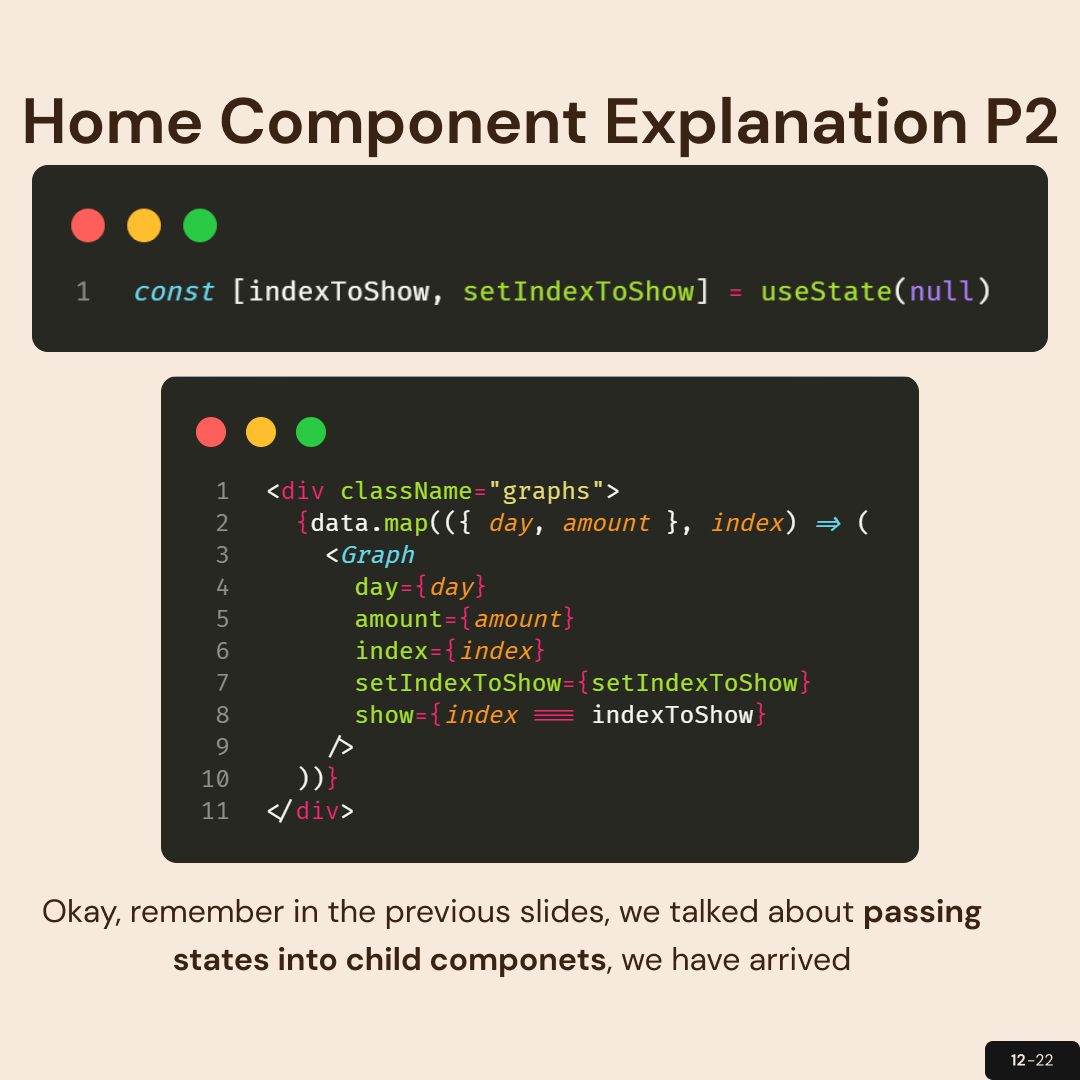 Home Component Explanation P2
1 const [indexToShow, setIndexToShow] = useState(null)
1 <div className="graphs">
2 {data.map(({ day, amount }, index) => (
3 <Graph
4 day={day}
5 amount={amount}
6 index={index}
7 setIndexToShow={setIndexToShow}
8 show={index === indexToShow}
9 />
10 ))}
11 </div>
Okay, remember in the previous slides, we talked about passing
states into child componets, we have arrived
12-22